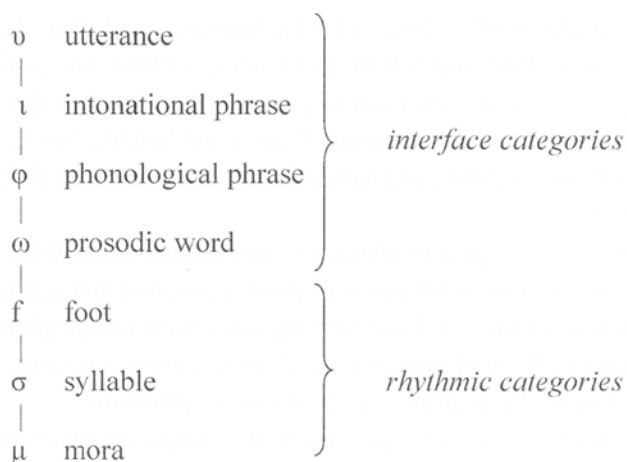 υ utterance
ι intonational phrase
interface categories
φ phonological phrase
ω prosodic word
f foot
σ syllable rhythmic categories
μ mora